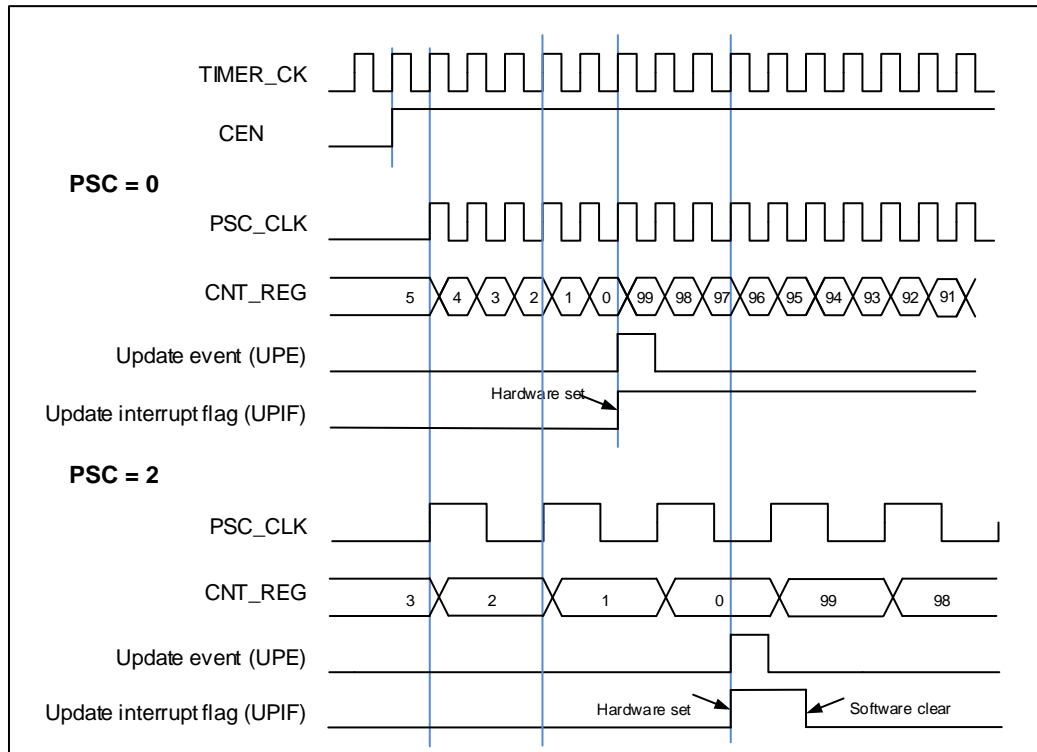 TIMER_CK
CEN
PSC = 0
PSC_CLK
CNT_REG 5 4 3 2 1 0 99 98 97 96 95 94 93 92 91
Update event (UPE)
Hardware set
Update interrupt flag (UPIF)
PSC = 2
PSC_CLK
CNT_REG 3 2 1 0 99 98
Update event (UPE)
Update interrupt flag (UPIF) Hardware set Software clear